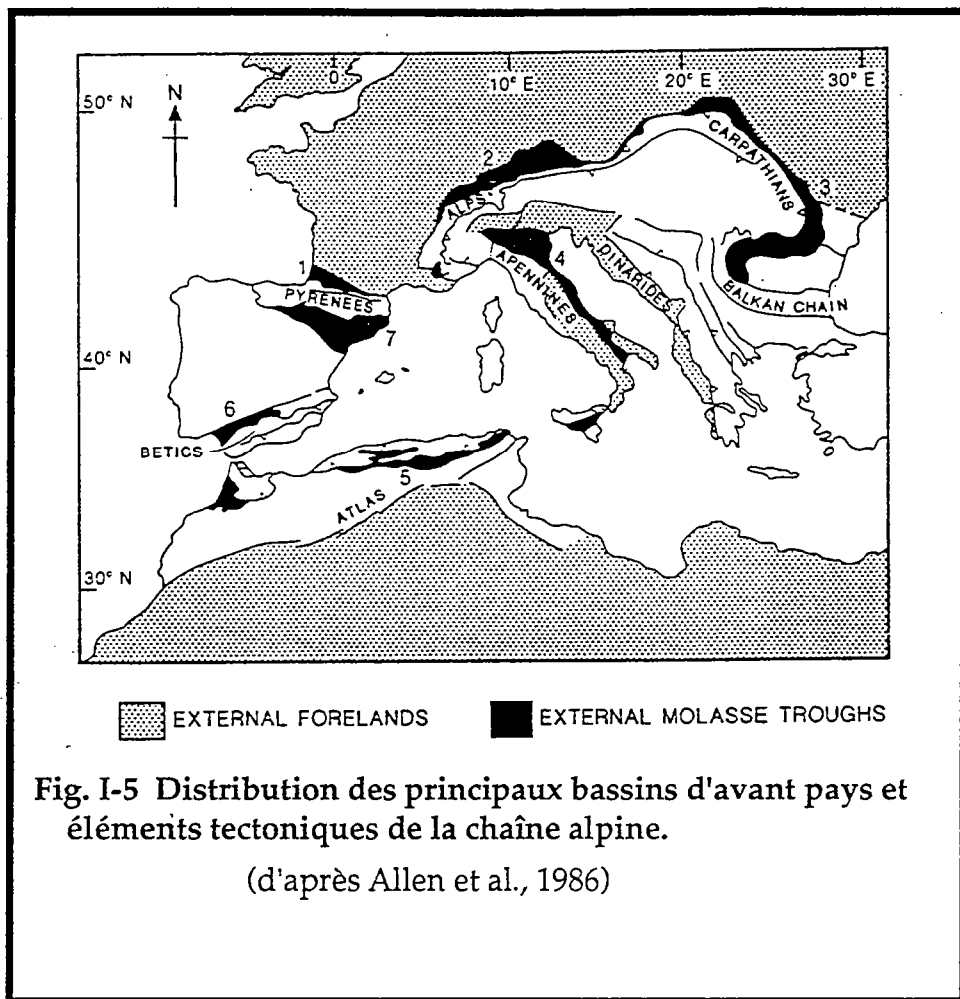 0 10° E 20° E 30° E
50° N
N
40° N
30° N
2
ALPS
CARPATHIANS
3
1
PYRENEES
7
4
APENNINES
DINARIDES
BALKAN CHAIN
6
BETICS
5
ATLAS
EXTERNAL FORELANDS
EXTERNAL MOLASSE TROUGHS
Fig. I-5 Distribution des principaux bassins d'avant pays et
éléments tectoniques de la chaîne alpine.
(d'après Allen et al., 1986)